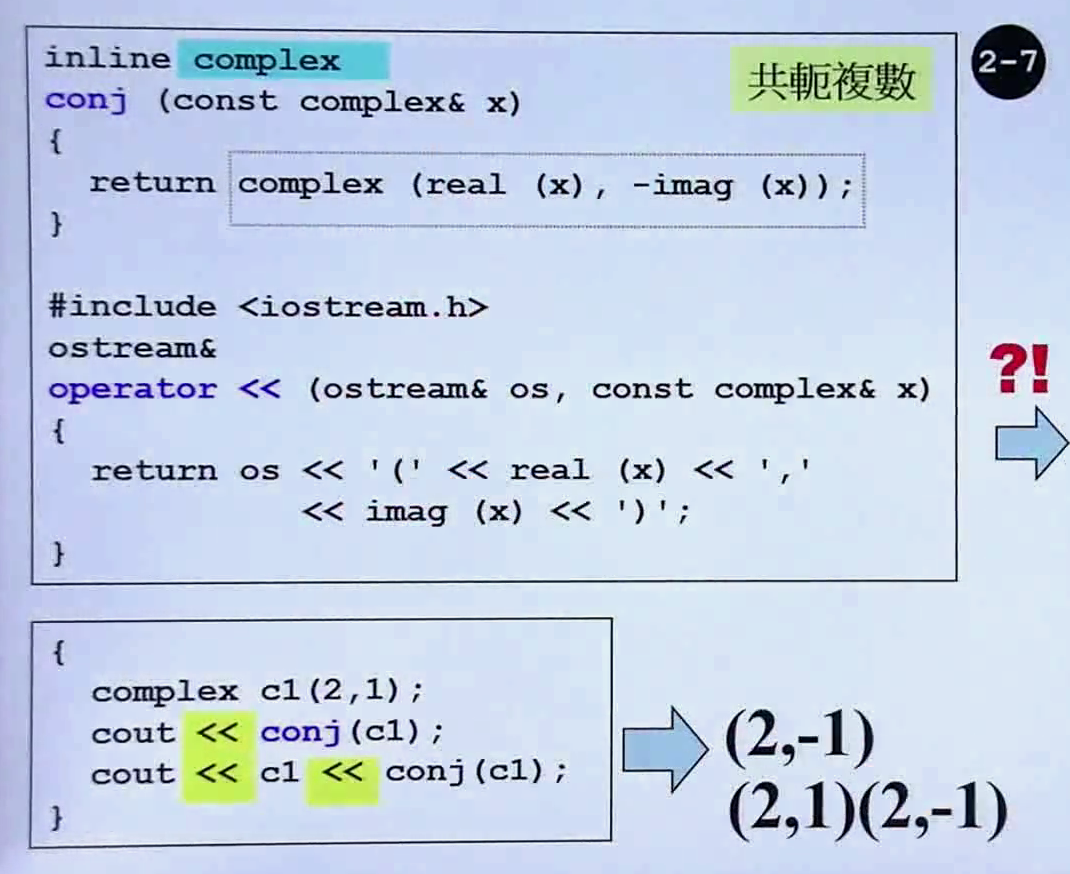 inline complex
conj (const complex& x)
{
  return complex (real (x), -imag (x));
}
共軛複數
2-7
#include <iostream.h>
ostream&
operator << (ostream& os, const complex& x)
{
  return os << '(' << real (x) << ','
            << imag (x) << ')';
}
?!
{
  complex c1(2,1);
  cout << conj(c1);
  cout << c1 << conj(c1);
}
(2,-1)
(2,1)(2,-1)